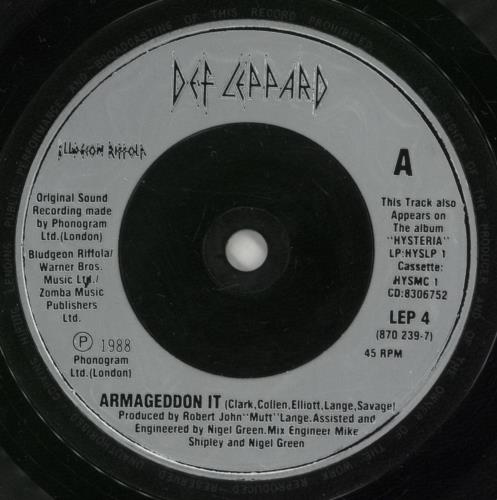 DEF LEPPARD
BLUDGEON RIFFOLA
A
Original Sound
Recording made
by Phonogram
Ltd.(London)
Bludgeon Riffola/
Warner Bros.
Music Ltd./
Zomba Music
Publishers
Ltd.
Ⓟ 1988
Phonogram
Ltd.(London)
This Track also
Appears on
The album
"HYSTERIA"
LP:HYSLP 1
Cassette:
HYSMC 1
CD:8306752
LEP 4
(870 239-7)
45 RPM
ARMAGEDDON IT (Clark,Collen,Elliott,Lange,Savage)
Produced by Robert John "Mutt" Lange.Assisted and
Engineered by Nigel Green.Mix Engineer Mike
Shipley and Nigel Green